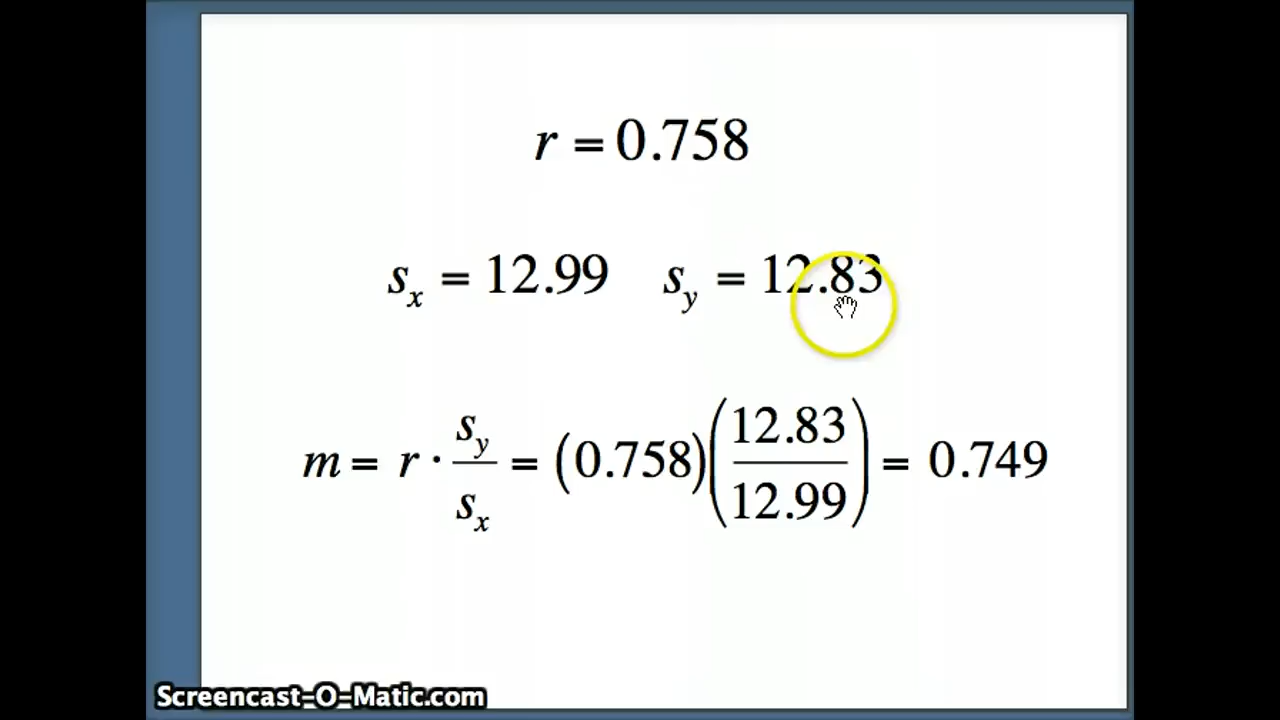 r = 0.758
s_x = 12.99 s_y = 12.83
m = r · s_y/s_x = (0.758)(12.83/12.99) = 0.749
Screencast-O-Matic.com